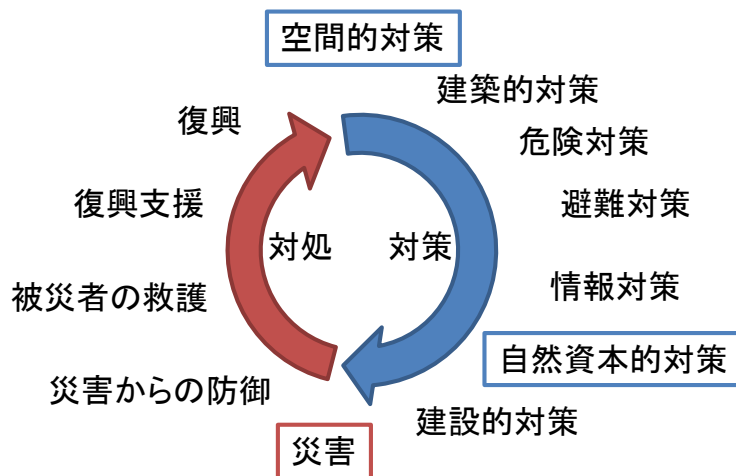 空間的対策
建築的対策
復興
危険対策
復興支援
避難対策
対処
対策
情報対策
被災者の救護
自然資本的対策
災害からの防御
建設的対策
災害